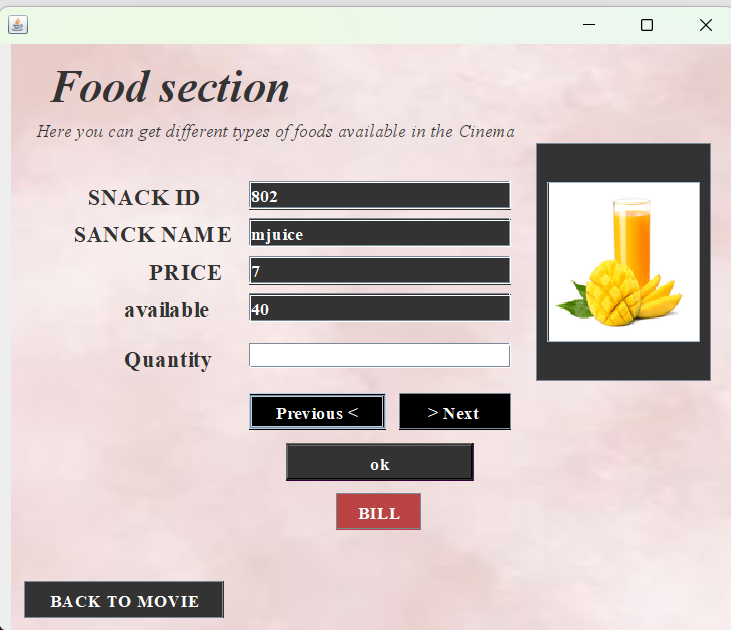 Food section
Here you can get different types of foods available in the Cinema
SNACK ID 802
SANCK NAME mjuice
PRICE 7
available 40
Quantity
Previous < > Next
ok
BILL
BACK TO MOVIE